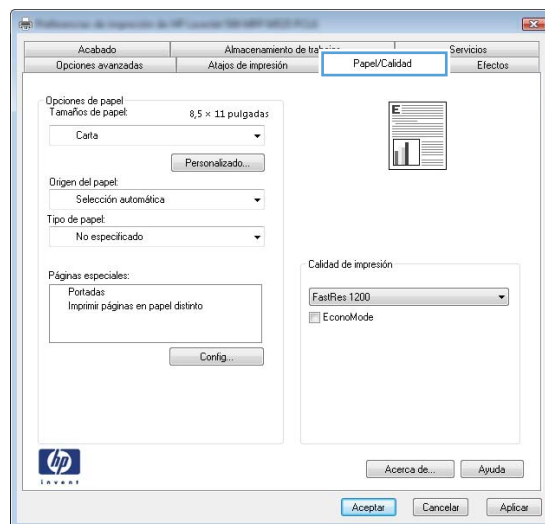 Acabado
Almacenamiento de trabajos
Servicios
Opciones avanzadas
Atajos de impresión
Papel/Calidad
Efectos
Opciones de papel
Tamaños de papel:
8,5 × 11 pulgadas
Carta
Personalizado...
Origen del papel:
Selección automática
Tipo de papel:
No especificado
Páginas especiales:
Portadas
Imprimir páginas en papel distinto
Config...
E
Calidad de impresión
FastRes 1200
EconoMode
hp
invent
Acerca de...
Ayuda
Aceptar
Cancelar
Aplicar